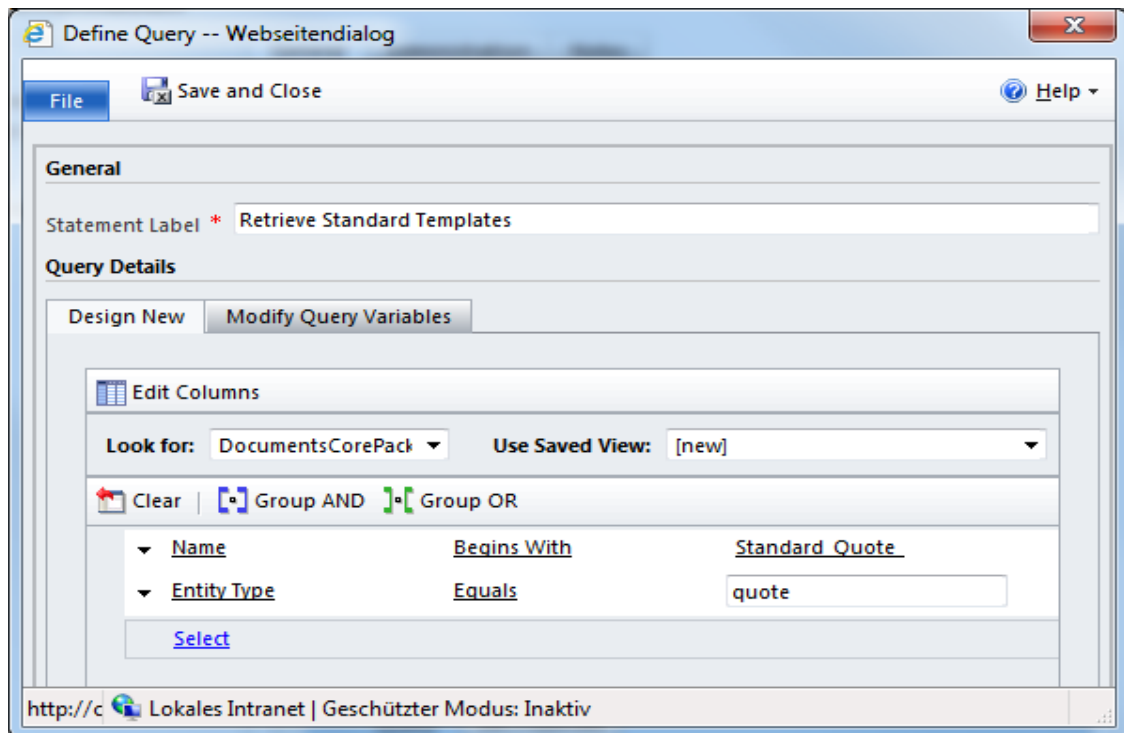 Define Query -- Webseitendialog
File Save and Close Help
General
Statement Label * Retrieve Standard Templates
Query Details
Design New Modify Query Variables
Edit Columns
Look for: DocumentsCorePack Use Saved View: [new]
Clear | Group AND Group OR
Name Begins With Standard_Quote_
Entity Type Equals quote
Select
http://c Lokales Intranet | Geschützter Modus: Inaktiv